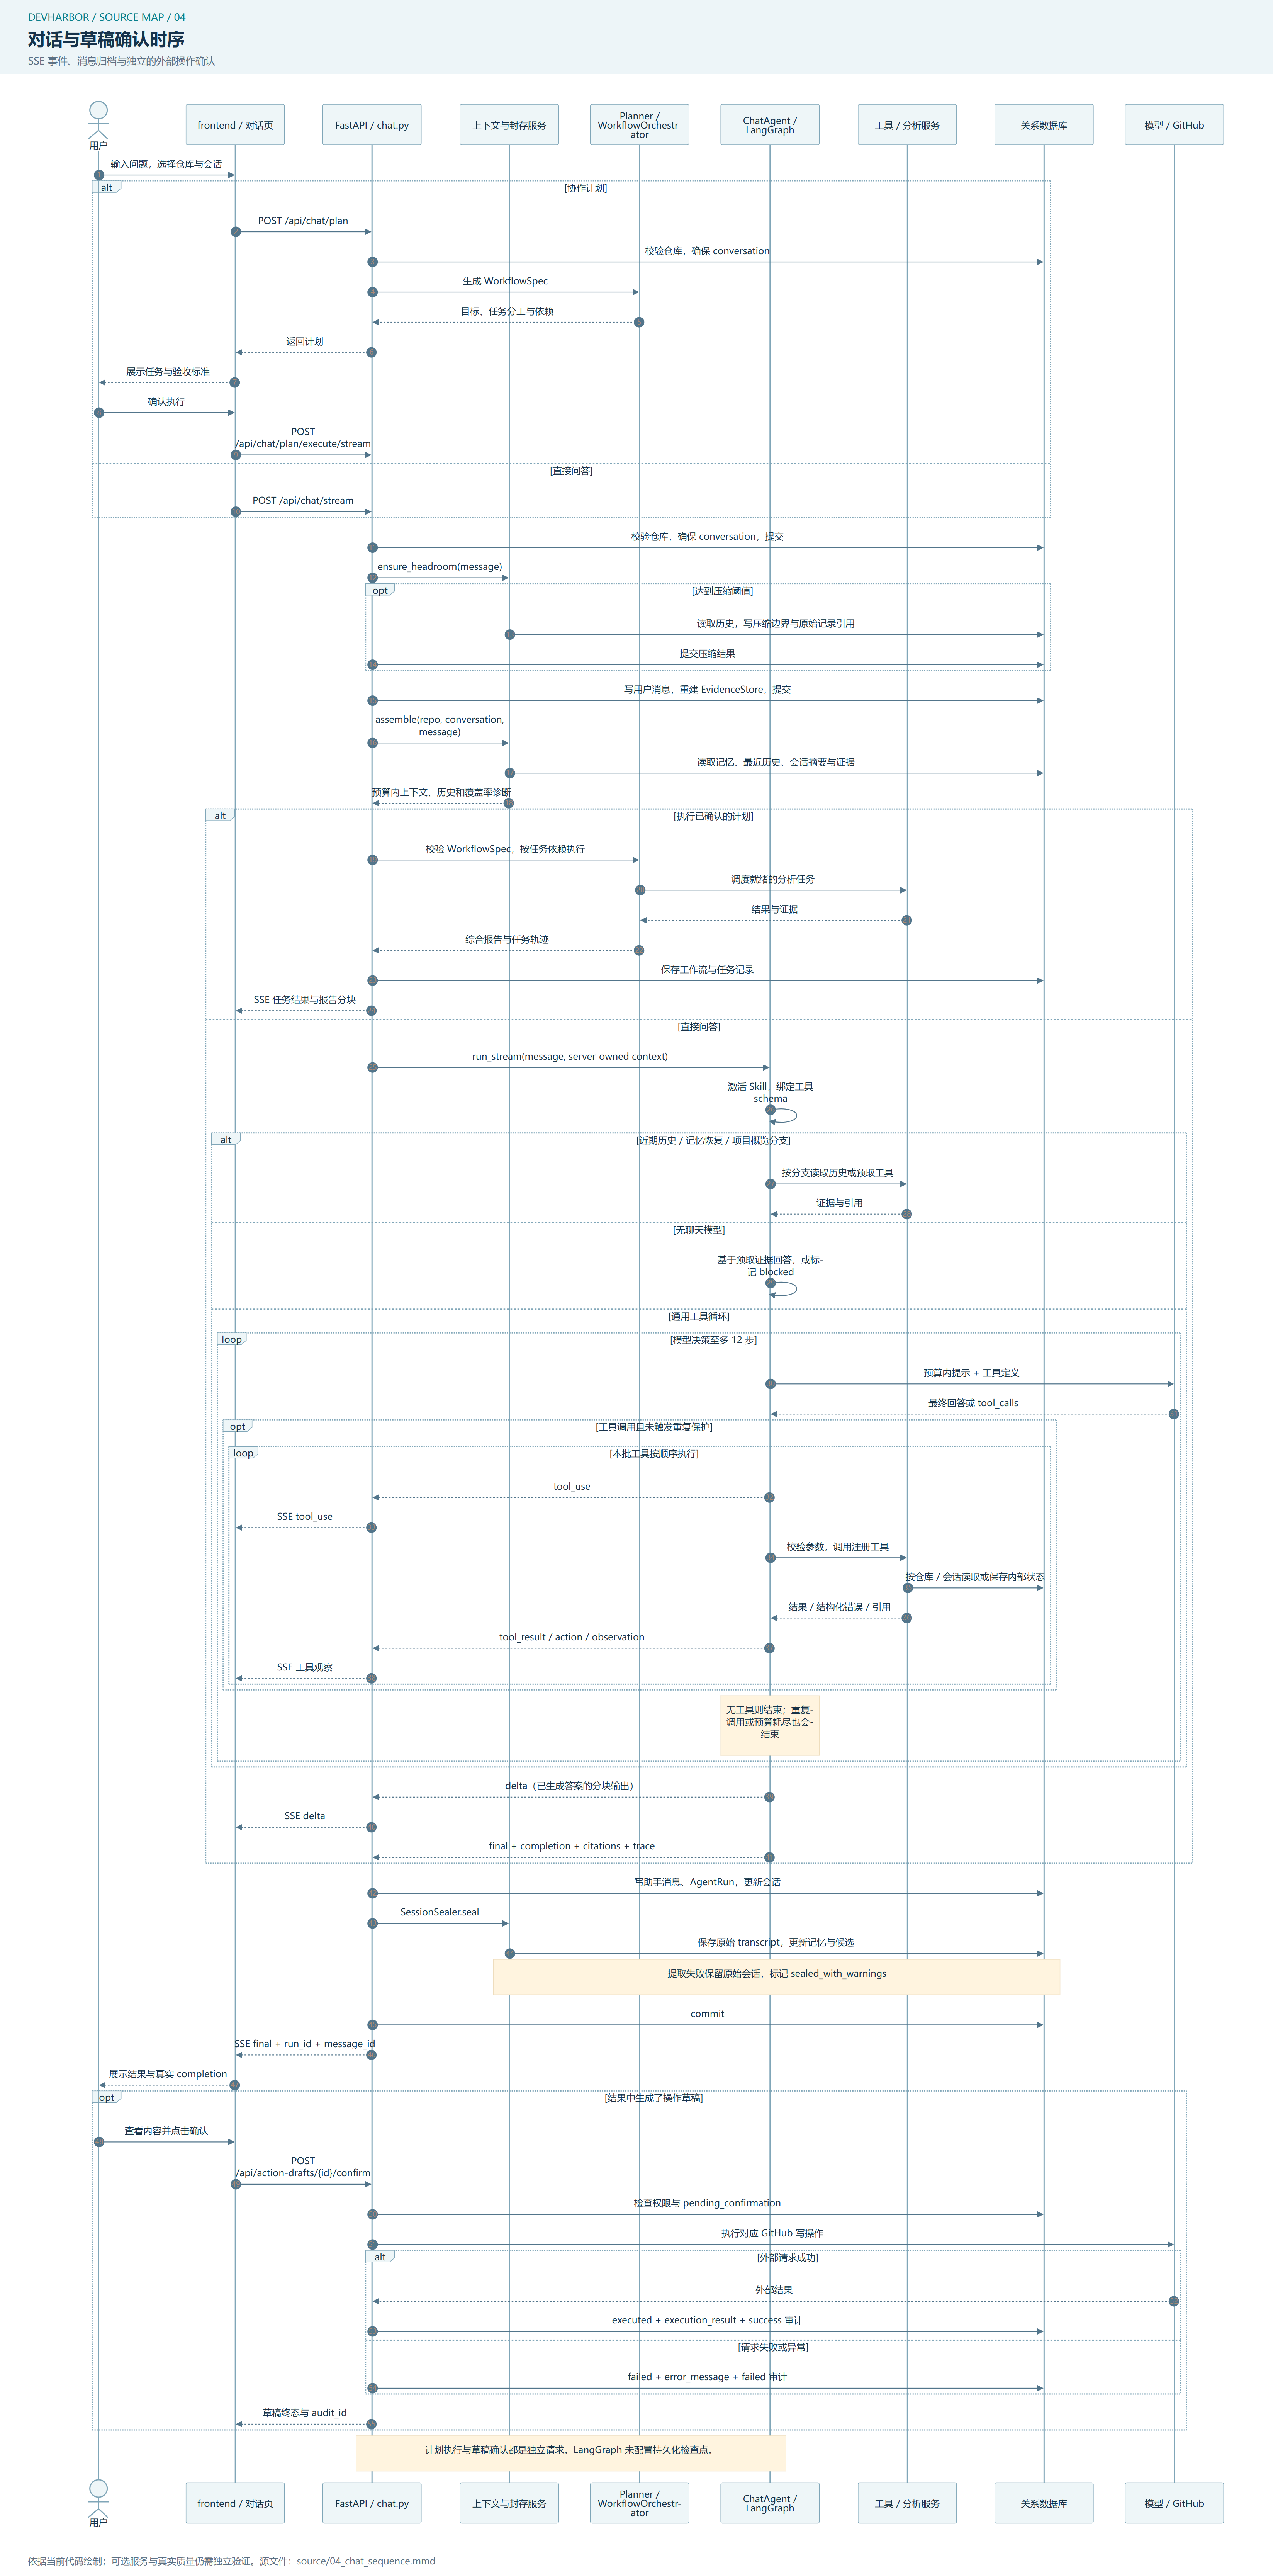 DEVHARBOR / SOURCE MAP / 04
对话与草稿确认时序
SSE 事件、消息归档与独立的外部操作确认
用户
frontend / 对话页
FastAPI / chat.py
上下文与封存服务
Planner /
WorkflowOrchestr-
ator
ChatAgent /
LangGraph
工具 / 分析服务
关系数据库
模型 / GitHub
输入问题，选择仓库与会话
alt
[协作计划]
POST /api/chat/plan
校验仓库，确保 conversation
生成 WorkflowSpec
目标、任务分工与依赖
返回计划
展示任务与验收标准
确认执行
POST
/api/chat/plan/execute/stream
[直接问答]
POST /api/chat/stream
校验仓库，确保 conversation，提交
ensure_headroom(message)
opt
[达到压缩阈值]
读取历史，写压缩边界与原始记录引用
提交压缩结果
写用户消息，重建 EvidenceStore，提交
assemble(repo, conversation,
message)
读取记忆、最近历史、会话摘要与证据
预算内上下文、历史和覆盖率诊断
alt
[执行已确认的计划]
校验 WorkflowSpec，按任务依赖执行
调度就绪的分析任务
结果与证据
综合报告与任务轨迹
保存工作流与任务记录
SSE 任务结果与报告分块
[直接问答]
run_stream(message, server-owned context)
激活 Skill，绑定工具
schema
alt
[近期历史 / 记忆恢复 / 项目概览分支]
按分支读取历史或预取工具
证据与引用
[无聊天模型]
基于预取证据回答，或标-
记 blocked
[通用工具循环]
loop
[模型决策至多 12 步]
预算内提示 + 工具定义
最终回答或 tool_calls
opt
[工具调用且未触发重复保护]
loop
[本批工具按顺序执行]
tool_use
SSE tool_use
校验参数，调用注册工具
按仓库 / 会话读取或保存内部状态
结果 / 结构化错误 / 引用
tool_result / action / observation
SSE 工具观察
无工具则结束；重复-
调用或预算耗尽也会-
结束
delta（已生成答案的分块输出）
SSE delta
final + completion + citations + trace
写助手消息、AgentRun，更新会话
SessionSealer.seal
保存原始 transcript，更新记忆与候选
提取失败保留原始会话，标记 sealed_with_warnings
commit
SSE final + run_id + message_id
展示结果与真实 completion
opt
[结果中生成了操作草稿]
查看内容并点击确认
POST
/api/action-drafts/{id}/confirm
检查权限与 pending_confirmation
执行对应 GitHub 写操作
alt
[外部请求成功]
外部结果
executed + execution_result + success 审计
[请求失败或异常]
failed + error_message + failed 审计
草稿终态与 audit_id
计划执行与草稿确认都是独立请求。LangGraph 未配置持久化检查点。
用户
frontend / 对话页
FastAPI / chat.py
上下文与封存服务
Planner /
WorkflowOrchestr-
ator
ChatAgent /
LangGraph
工具 / 分析服务
关系数据库
模型 / GitHub
依据当前代码绘制；可选服务与真实质量仍需独立验证。源文件：source/04_chat_sequence.mmd